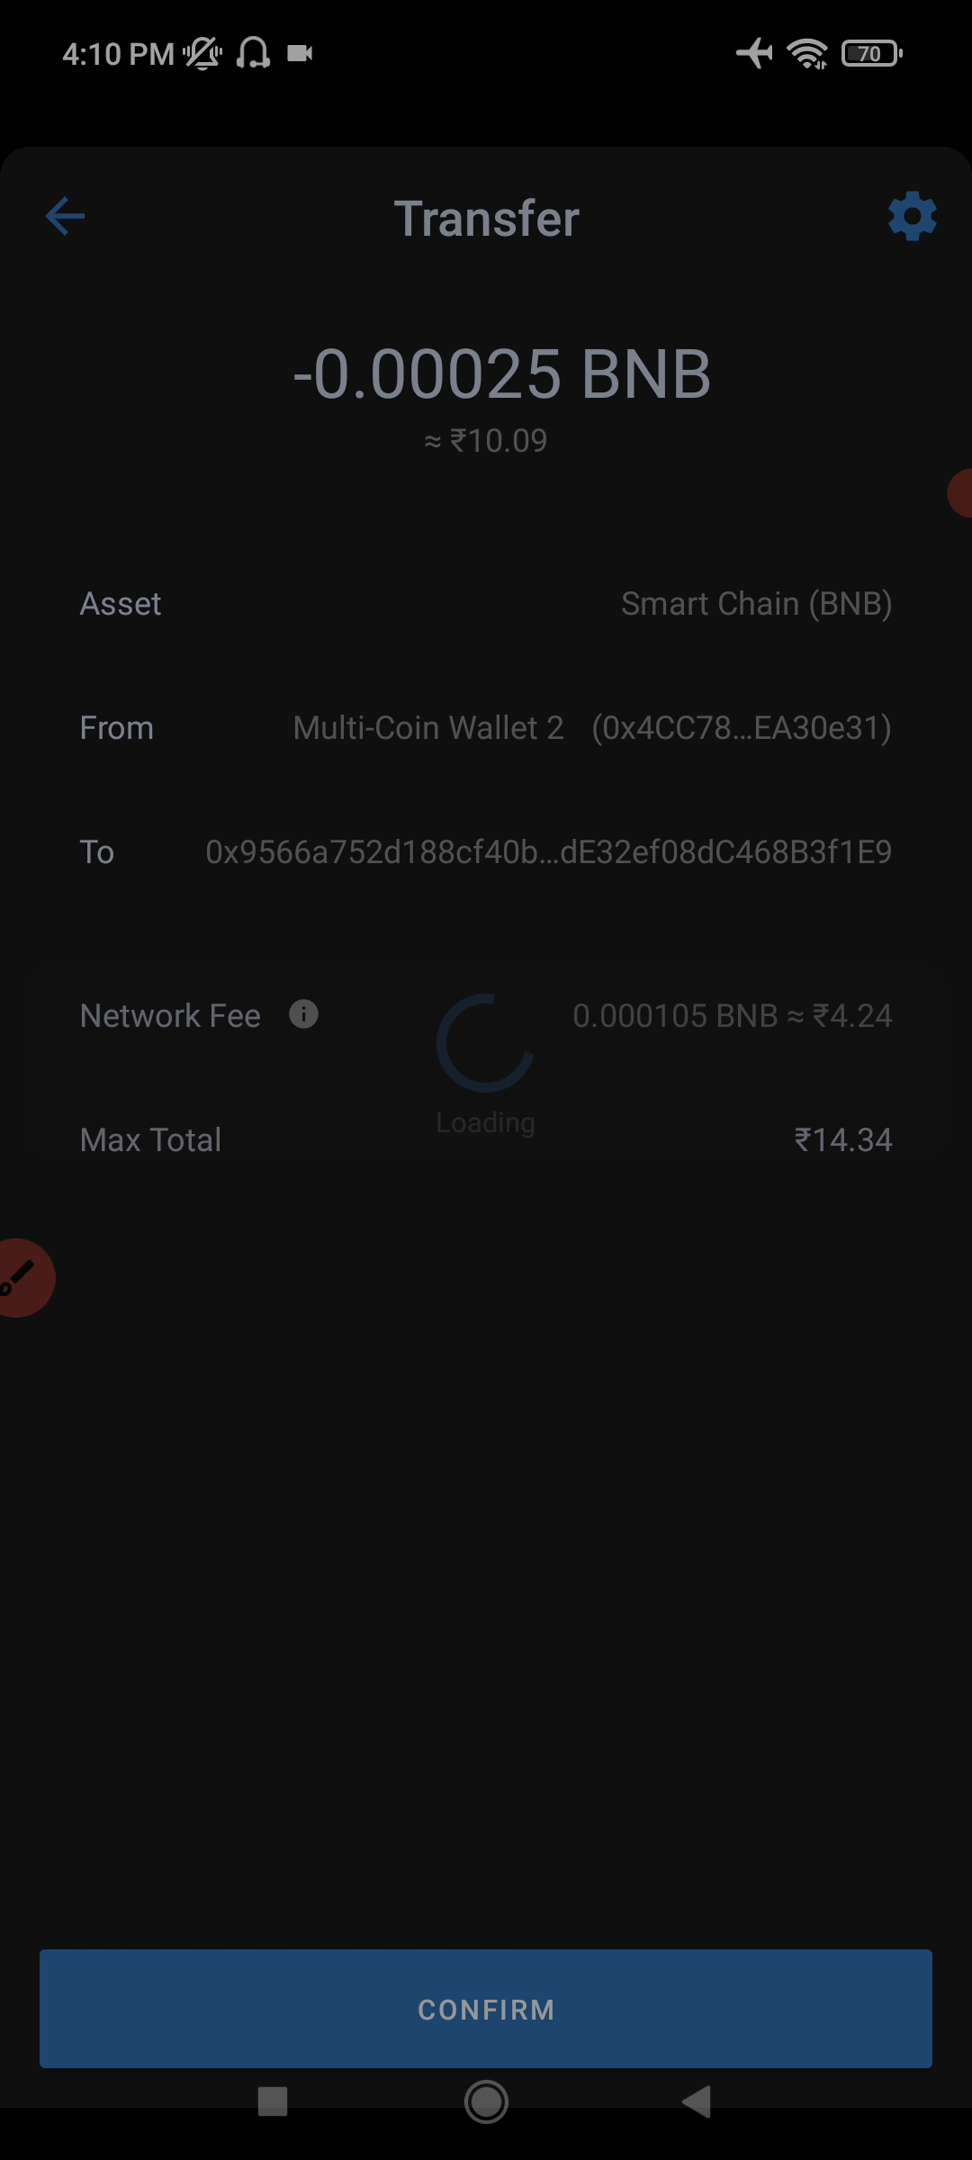 4:10 PM
70
Transfer
-0.00025 BNB
≈ ₹10.09
Asset Smart Chain (BNB)
From Multi-Coin Wallet 2 (0x4CC78...EA30e31)
To 0x9566a752d188cf40b...dE32ef08dC468B3f1E9
Network Fee 0.000105 BNB ≈ ₹4.24
Loading
Max Total ₹14.34
CONFIRM